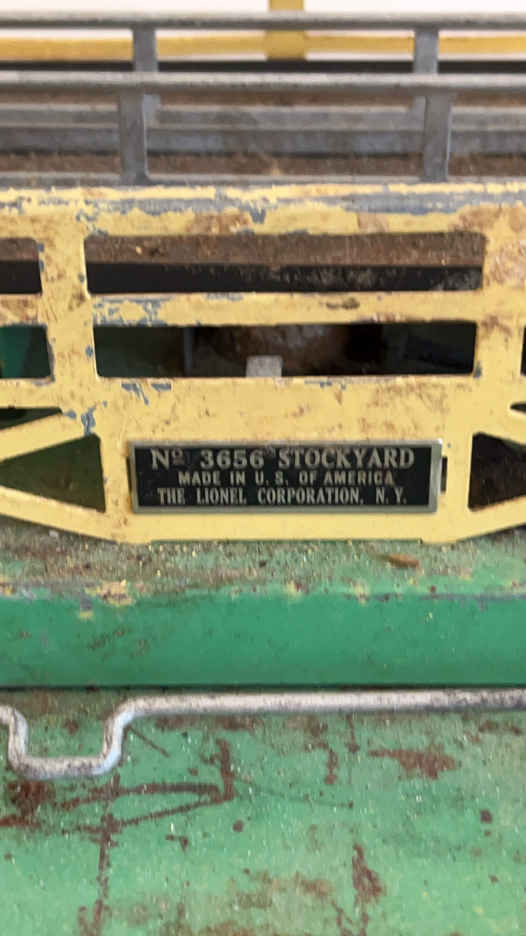 Nº 3656 STOCKYARD
MADE IN U. S. OF AMERICA
THE LIONEL CORPORATION, N. Y.